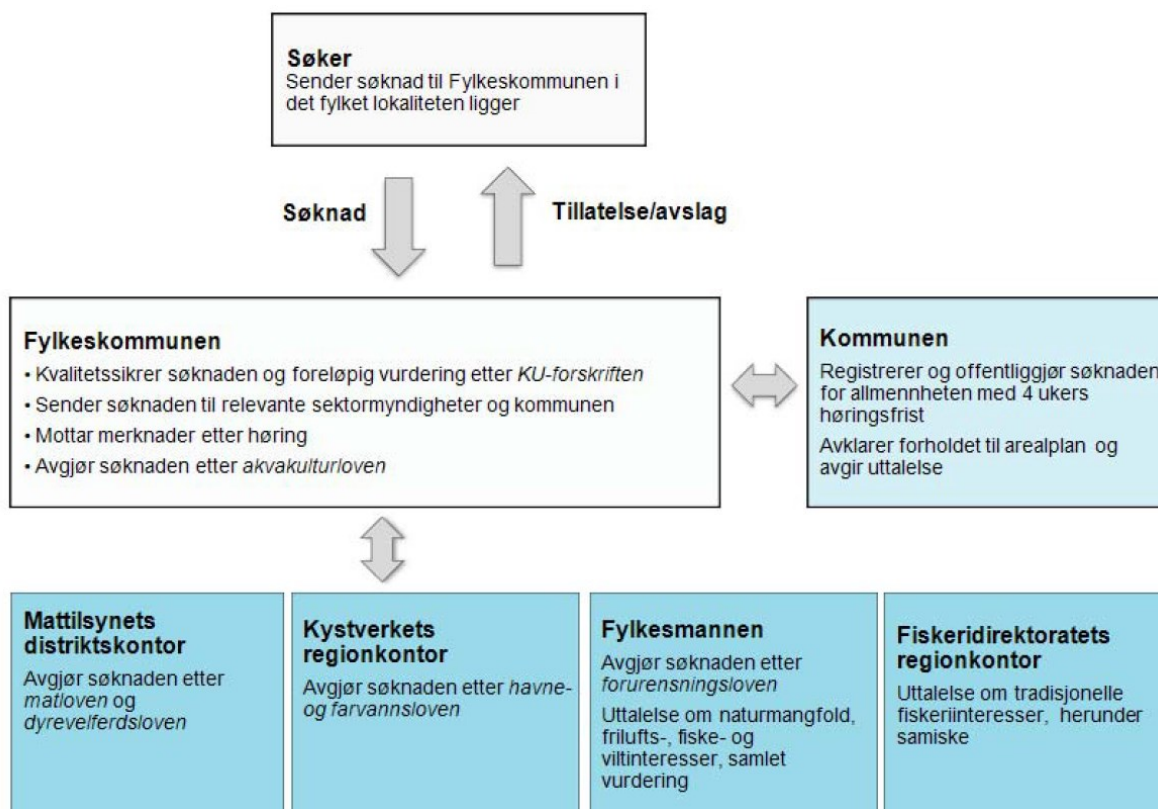 Søker
Sender søknad til Fylkeskommunen i
det fylket lokaliteten ligger
Søknad
Tillatelse/avslag
Fylkeskommunen
• Kvalitetssikrer søknaden og foreløpig vurdering etter KU-forskriften
• Sender søknaden til relevante sektormyndigheter og kommunen
• Mottar merknader etter høring
• Avgjør søknaden etter akvakulturloven
Kommunen
Registrerer og offentliggjør søknaden
for allmennheten med 4 ukers
høringsfrist
Avklarer forholdet til arealplan og
avgir uttalelse
Mattilsynets
distriktskontor
Avgjør søknaden etter
matloven og
dyrevelferdsloven
Kystverkets
regionkontor
Avgjør søknaden etter havne-
og farvannsloven
Fylkesmannen
Avgjør søknaden etter
forurensningsloven
Uttalelse om naturmangfold,
frilufts-, fiske- og
viltinteresser, samlet
vurdering
Fiskeridirektoratets
regionkontor
Uttalelse om tradisjonelle
fiskeriinteresser, herunder
samiske